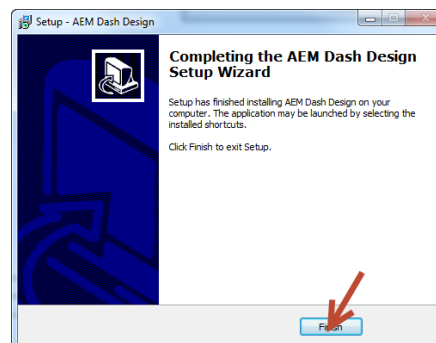 Setup - AEM Dash Design
Completing the AEM Dash Design
Setup Wizard
Setup has finished installing AEM Dash Design on your
computer. The application may be launched by selecting the
installed shortcuts.
Click Finish to exit Setup.
Finish